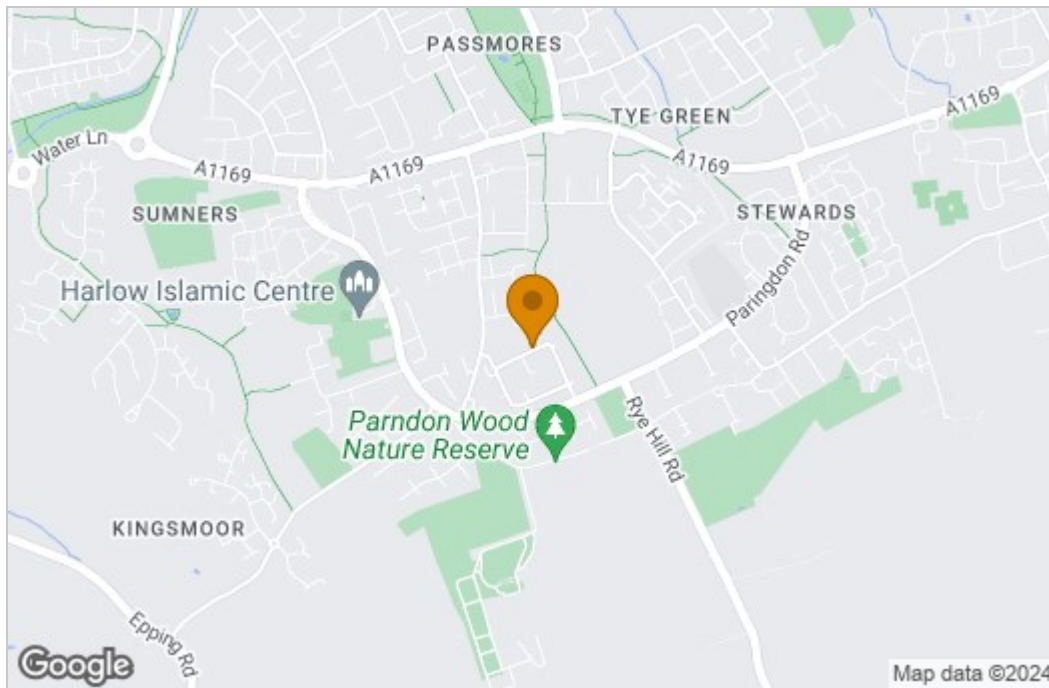 PASSMORES
TYE GREEN
A1169
Water Ln
A1169
A1169
A1169
SUMNERS
STEWARDS
Paringdon Rd
Harlow Islamic Centre
Parndon Wood
Nature Reserve
Rye Hill Rd
KINGSMOOR
Epping Rd
Google
Map data ©2024